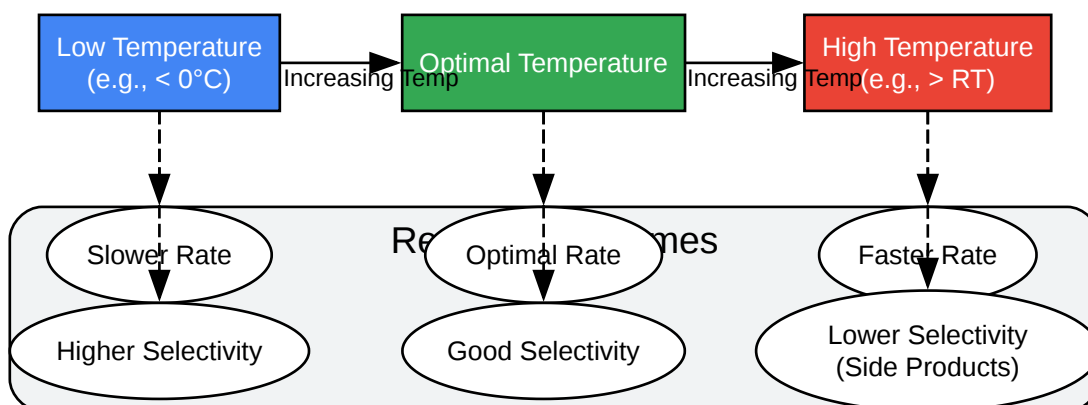 Low Temperature
(e.g., < 0°C)
Increasing Temp
Optimal Temperature
Increasing Temp
High Temperature
(e.g., > RT)
Slower Rate
Optimal Rate
Faster Rate
Higher Selectivity
Good Selectivity
Lower Selectivity
(Side Products)